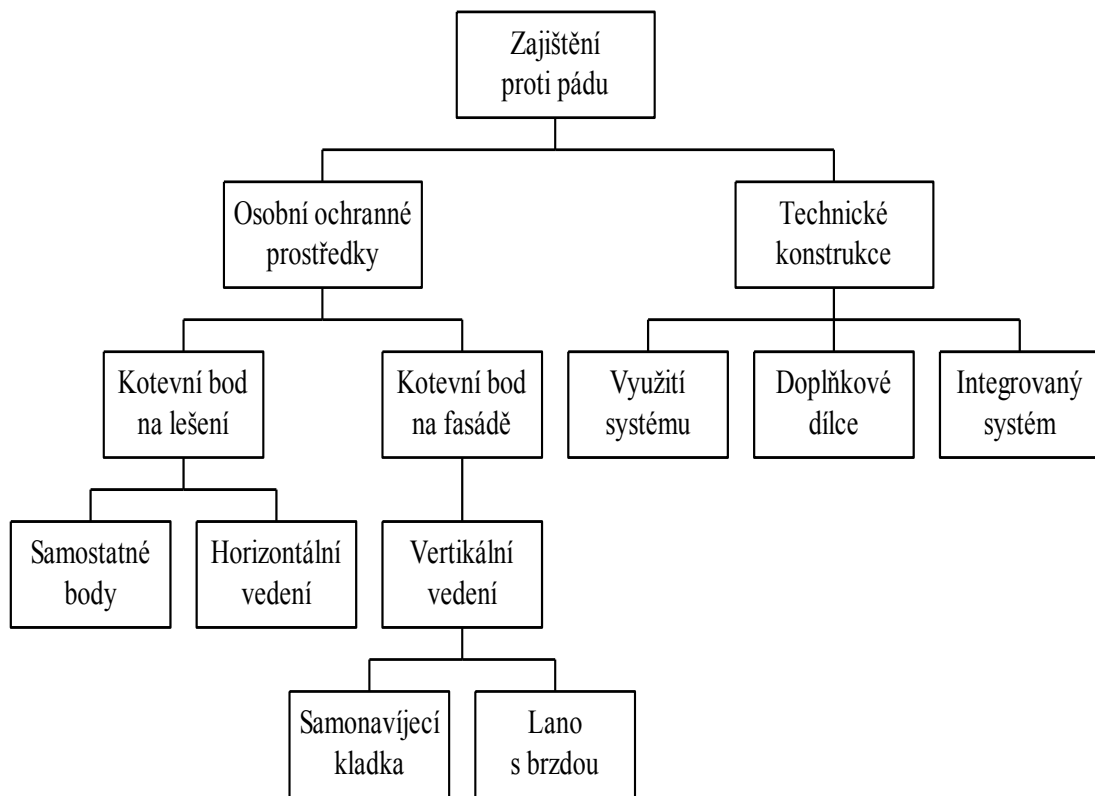 Zajištění
proti pádu
Osobní ochranné
prostředky
Technické
konstrukce
Kotevní bod
na lešení
Kotevní bod
na fasádě
Využití
systému
Doplňkové
dílce
Integrovaný
systém
Samostatné
body
Horizontální
vedení
Vertikální
vedení
Samonavíjecí
kladka
Lano
s brzdou